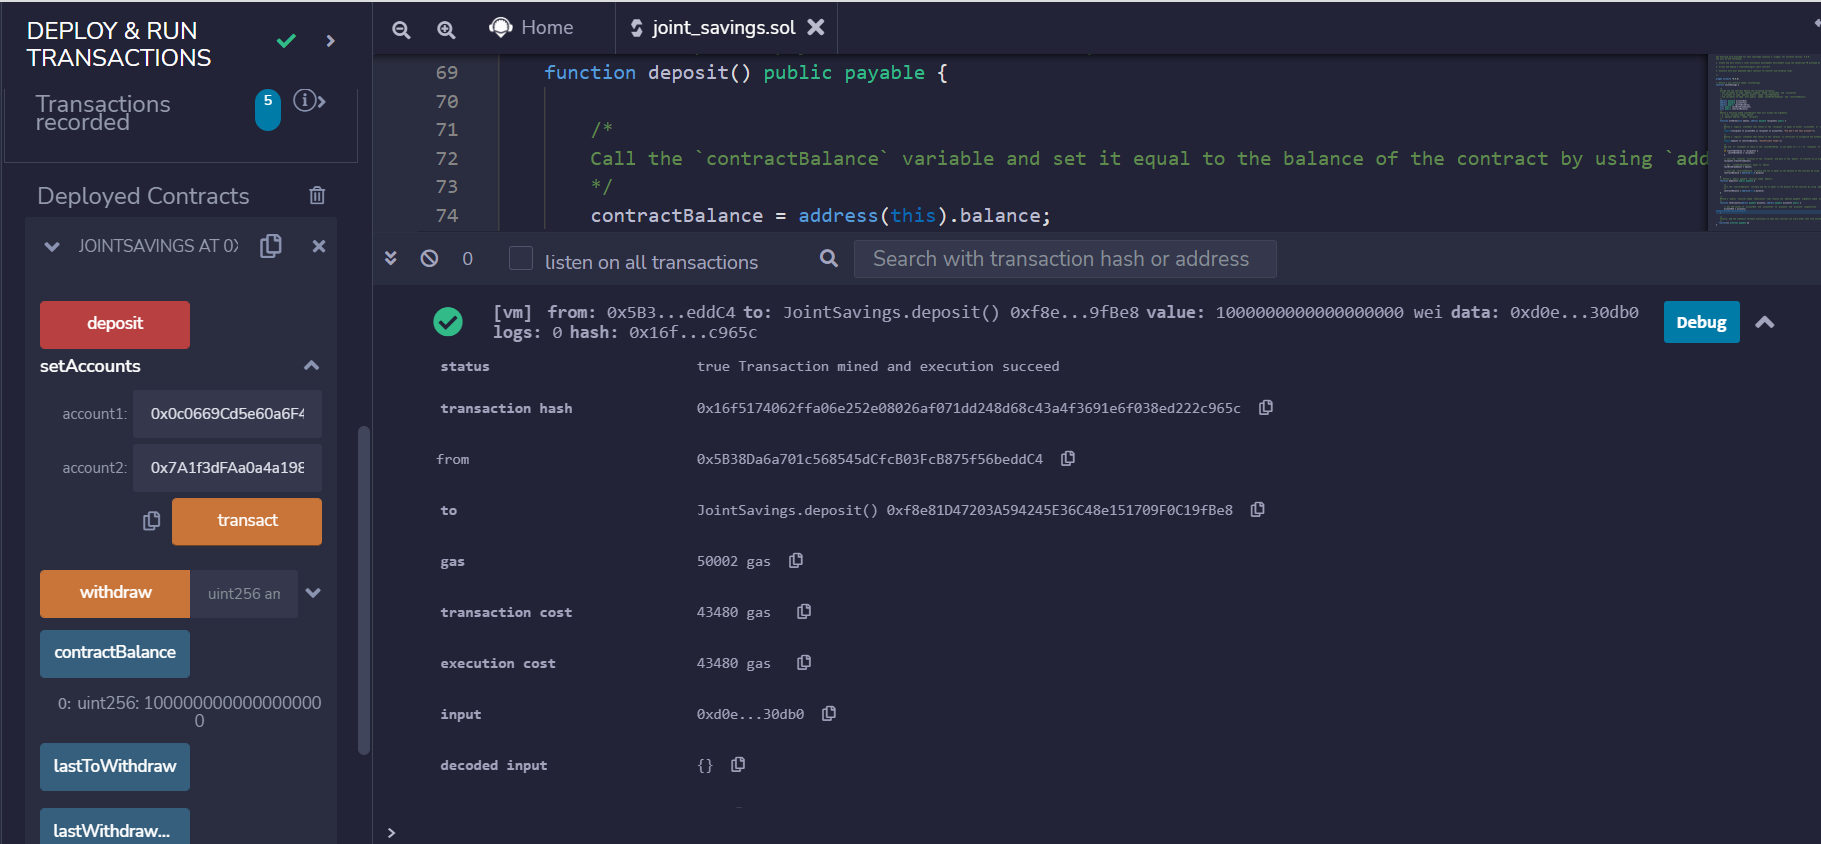 DEPLOY & RUN
TRANSACTIONS
Transactions
recorded
5
i
Deployed Contracts
JOINTSAVINGS AT 0X
deposit
setAccounts
account1: 0x0c0669Cd5e60a6F4
account2: 0x7A1f3dFAa0a4a198
transact
withdraw uint256 an
contractBalance
0: uint256: 100000000000000000
0
lastToWithdraw
lastWithdraw...
Home
joint_savings.sol
69 function deposit() public payable {
70
71 /*
72 Call the `contractBalance` variable and set it equal to the balance of the contract by using `add
73 */
74 contractBalance = address(this).balance;
0
listen on all transactions
Search with transaction hash or address
[vm] from: 0x5B3...eddC4 to: JointSavings.deposit() 0xf8e...9fBe8 value: 1000000000000000000 wei data: 0xd0e...30db0
logs: 0 hash: 0x16f...c965c
Debug
status true Transaction mined and execution succeed
transaction hash 0x16f5174062ffa06e252e08026af071dd248d68c43a4f3691e6f038ed222c965c
from 0x5B38Da6a701c568545dCfcB03FcB875f56beddC4
to JointSavings.deposit() 0xf8e81D47203A594245E36C48e151709F0C19fBe8
gas 50002 gas
transaction cost 43480 gas
execution cost 43480 gas
input 0xd0e...30db0
decoded input {}
>